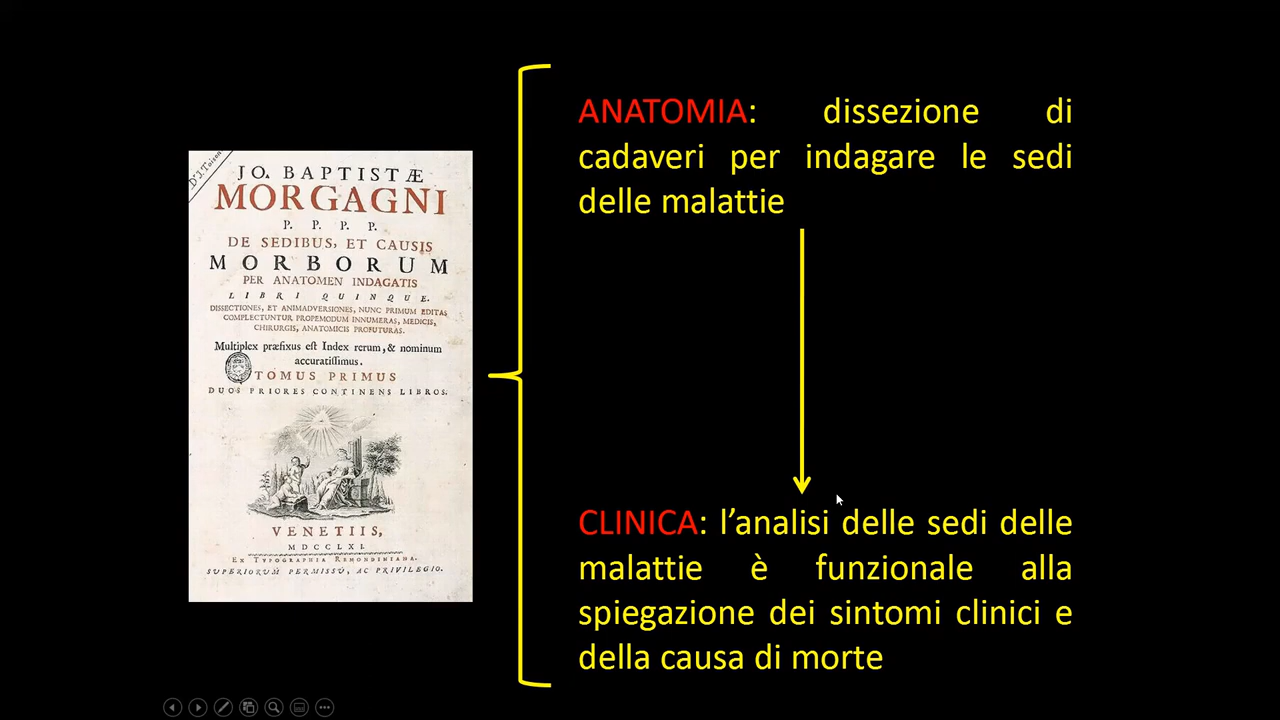 D.r J. Tuison
JO. BAPTISTÆ
MORGAGNI
P. P. P. P.
DE SEDIBUS, ET CAUSIS
MORBORUM
PER ANATOMEN INDAGATIS
LIBRI QUINQUE.
DISSECTIONES, ET ANIMADVERSIONES, NUNC PRIMUM EDITAS
COMPLECTUNTUR PROPEMODUM INNUMERAS, MEDICIS,
CHIRURGIS, ANATOMICIS PROFUTURAS.
Multiplex præfixus est Index rerum, & nominum
accuratissimus.
TOMUS PRIMUS
DUOS PRIORES CONTINENS LIBROS.
VENETIIS,
MDCCLXI.
EX TYPOGRAPHIA REMONDINIANA.
SUPERIORUM PERMISSU, AC PRIVILEGIO.
ANATOMIA: dissezione di
cadaveri per indagare le sedi
delle malattie
CLINICA: l’analisi delle sedi delle
malattie è funzionale alla
spiegazione dei sintomi clinici e
della causa di morte